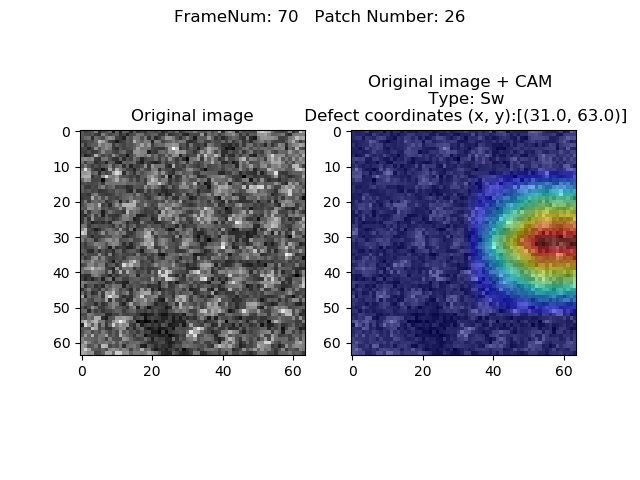 FrameNum: 70   Patch Number: 26
Original image
Original image + CAM
Type: Sw
Defect coordinates (x, y):[(31.0, 63.0)]
0
10
20
30
40
50
60
0 20 40 60
0
10
20
30
40
50
60
0 20 40 60